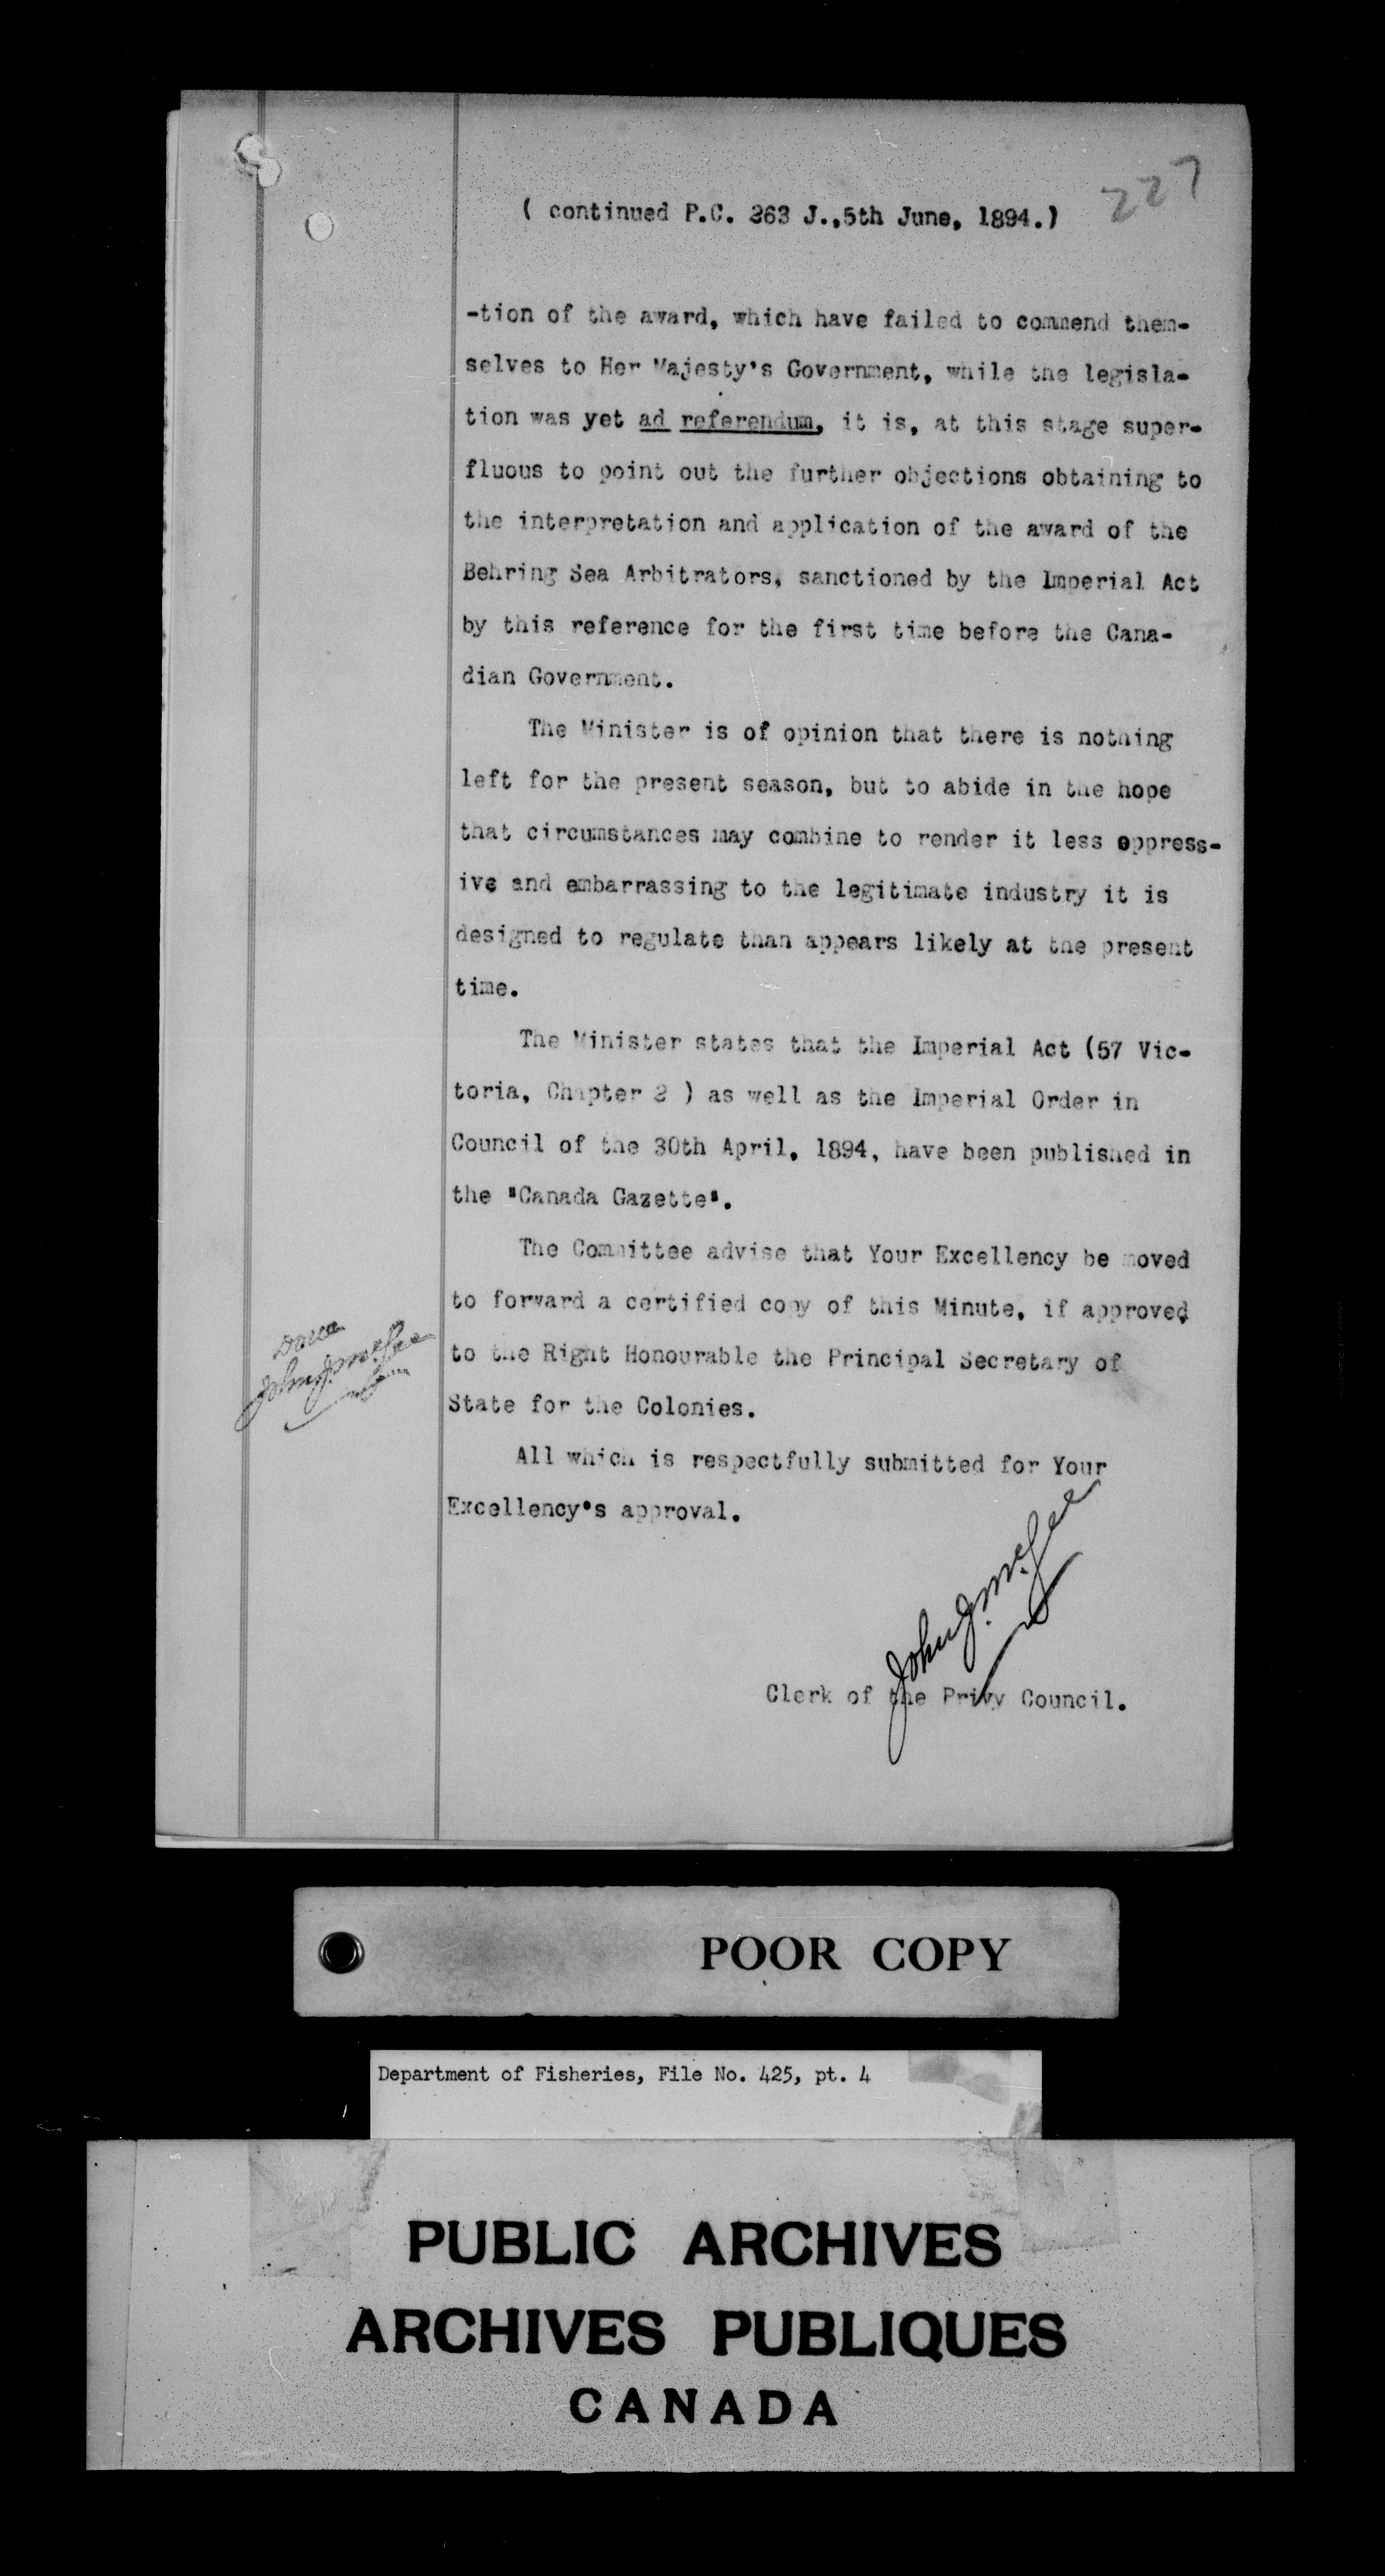 227
( continued P.C. 263 J.,5th June, 1894.)
-tion of the award, which have failed to commend them-
selves to Her Majesty's Government, while the legisla-
tion was yet ad referendum, it is, at this stage super-
fluous to point out the further objections obtaining to
the interpretation and application of the award of the
Behring Sea Arbitrators, sanctioned by the Imperial Act
by this reference for the first time before the Cana-
dian Government.
The Minister is of opinion that there is nothing
left for the present season, but to abide in the hope
that circumstances may combine to render it less oppress-
ive and embarrassing to the legitimate industry it is
designed to regulate than appears likely at the present
time.
The Minister states that the Imperial Act (57 Vic-
toria, Chapter 2 ) as well as the Imperial Order in
Council of the 30th April, 1894, have been published in
the "Canada Gazette".
The Committee advise that Your Excellency be moved
to forward a certified copy of this Minute, if approved
to the Right Honourable the Principal Secretary of
State for the Colonies.
Done
John J. McGee
All which is respectfully submitted for Your
Excellency's approval.
John J. McGee
Clerk of the Privy Council.
POOR COPY
Department of Fisheries, File No. 425, pt. 4
PUBLIC ARCHIVES
ARCHIVES PUBLIQUES
CANADA